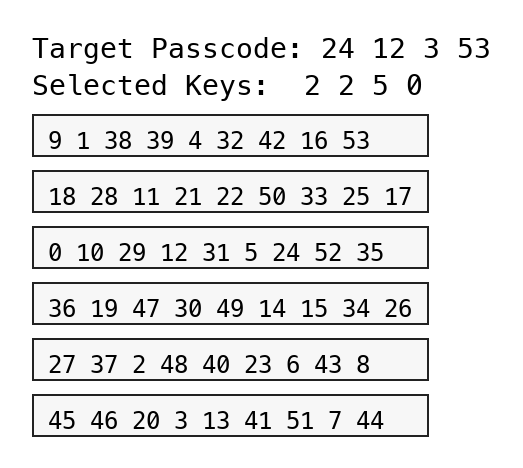 Target Passcode: 24 12 3 53
Selected Keys: 2 2 5 0
9 1 38 39 4 32 42 16 53
18 28 11 21 22 50 33 25 17
0 10 29 12 31 5 24 52 35
36 19 47 30 49 14 15 34 26
27 37 2 48 40 23 6 43 8
45 46 20 3 13 41 51 7 44